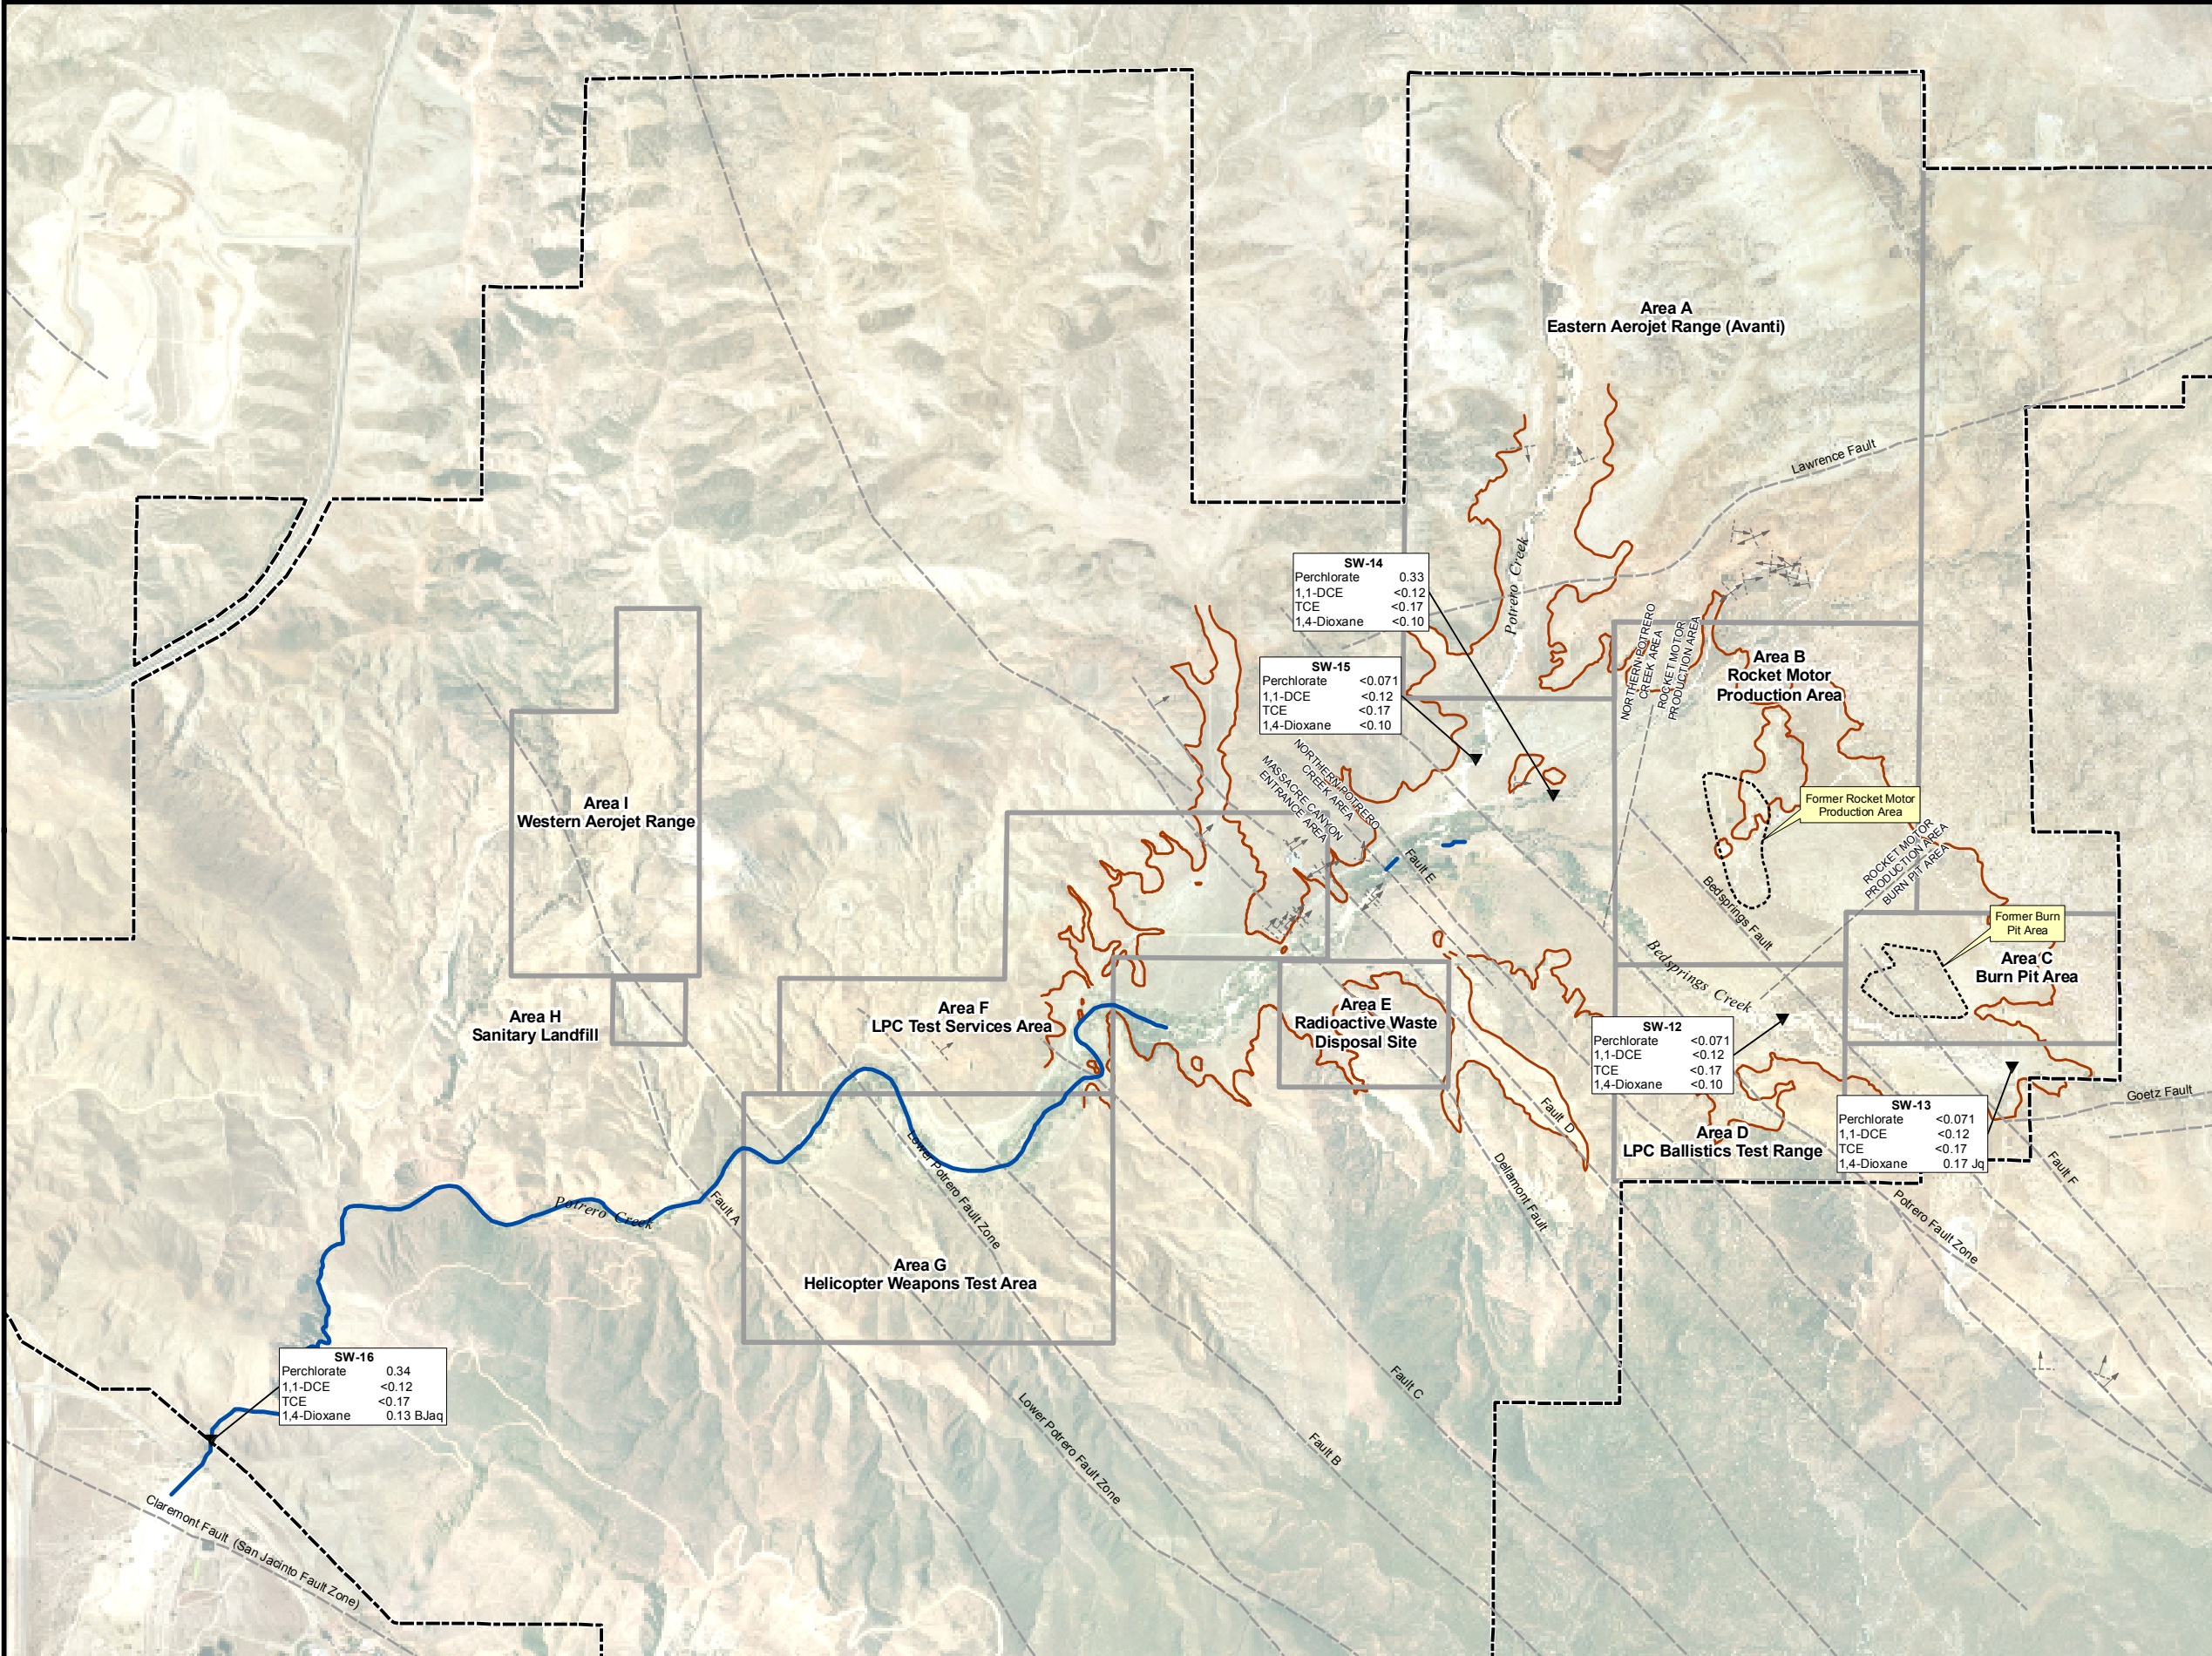 Area A
Eastern Aerojet Range (Avanti)
Lawrence Fault
Potrero Creek
SW-14
Perchlorate 0.33
1,1-DCE <0.12
TCE <0.17
1,4-Dioxane <0.10
SW-15
Perchlorate <0.071
1,1-DCE <0.12
TCE <0.17
1,4-Dioxane <0.10
NORTHERN POTRERO
CREEK AREA
ROCKET MOTOR
PRODUCTION AREA
Area B
Rocket Motor
Production Area
NORTHERN POTRERO
CREEK AREA
MASSACRE CANYON
ENTRANCE AREA
Former Rocket Motor
Production Area
Area I
Western Aerojet Range
Fault E
ROCKET MOTOR
PRODUCTION AREA
BURN PIT AREA
Bedsprings Fault
Former Burn
Pit Area
Area C
Burn Pit Area
Bedsprings Creek
Area H
Sanitary Landfill
Area F
LPC Test Services Area
Area E
Radioactive Waste
Disposal Site
SW-12
Perchlorate <0.071
1,1-DCE <0.12
TCE <0.17
1,4-Dioxane <0.10
Goetz Fault
SW-13
Perchlorate <0.071
1,1-DCE <0.12
TCE <0.17
1,4-Dioxane 0.17 Jq
Fault D
Area D
LPC Ballistics Test Range
Fault F
Dellamont Fault
Potrero Fault Zone
Lower Potrero Fault Zone
Potrero Creek
Fault A
Area G
Helicopter Weapons Test Area
SW-16
Perchlorate 0.34
1,1-DCE <0.12
TCE <0.17
1,4-Dioxane 0.13 BJaq
Fault C
Lower Potrero Fault Zone
Fault B
Claremont Fault (San Jacinto Fault Zone)